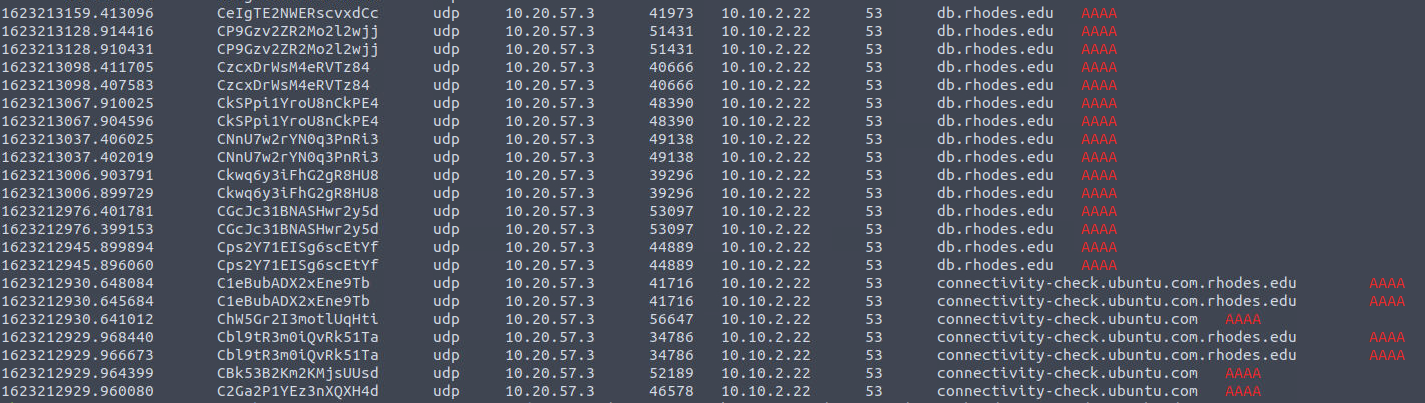 1623213159.413096 CeIgTE2NWERscvxdCc udp 10.20.57.3 41973 10.10.2.22 53 db.rhodes.edu AAAA
1623213128.914416 CP9Gzv2ZR2Mo2l2wjj udp 10.20.57.3 51431 10.10.2.22 53 db.rhodes.edu AAAA
1623213128.910431 CP9Gzv2ZR2Mo2l2wjj udp 10.20.57.3 51431 10.10.2.22 53 db.rhodes.edu AAAA
1623213098.411705 CzcxDrWsM4eRVTz84 udp 10.20.57.3 40666 10.10.2.22 53 db.rhodes.edu AAAA
1623213098.407583 CzcxDrWsM4eRVTz84 udp 10.20.57.3 40666 10.10.2.22 53 db.rhodes.edu AAAA
1623213067.910025 CkSPpi1YroU8nCkPE4 udp 10.20.57.3 48390 10.10.2.22 53 db.rhodes.edu AAAA
1623213067.904596 CkSPpi1YroU8nCkPE4 udp 10.20.57.3 48390 10.10.2.22 53 db.rhodes.edu AAAA
1623213037.406025 CNnU7w2rYN0q3PnRi3 udp 10.20.57.3 49138 10.10.2.22 53 db.rhodes.edu AAAA
1623213037.402019 CNnU7w2rYN0q3PnRi3 udp 10.20.57.3 49138 10.10.2.22 53 db.rhodes.edu AAAA
1623213006.903791 Ckwq6y3iFhG2gR8HU8 udp 10.20.57.3 39296 10.10.2.22 53 db.rhodes.edu AAAA
1623213006.899729 Ckwq6y3iFhG2gR8HU8 udp 10.20.57.3 39296 10.10.2.22 53 db.rhodes.edu AAAA
1623212976.401781 CGcJc31BNASHwr2y5d udp 10.20.57.3 53097 10.10.2.22 53 db.rhodes.edu AAAA
1623212976.399153 CGcJc31BNASHwr2y5d udp 10.20.57.3 53097 10.10.2.22 53 db.rhodes.edu AAAA
1623212945.899894 Cps2Y71EISg6scEtYf udp 10.20.57.3 44889 10.10.2.22 53 db.rhodes.edu AAAA
1623212945.896060 Cps2Y71EISg6scEtYf udp 10.20.57.3 44889 10.10.2.22 53 db.rhodes.edu AAAA
1623212930.648084 C1eBubADX2xEne9Tb udp 10.20.57.3 41716 10.10.2.22 53 connectivity-check.ubuntu.com.rhodes.edu AAAA
1623212930.645684 C1eBubADX2xEne9Tb udp 10.20.57.3 41716 10.10.2.22 53 connectivity-check.ubuntu.com.rhodes.edu AAAA
1623212930.641012 ChW5Gr2I3motlUqHti udp 10.20.57.3 56647 10.10.2.22 53 connectivity-check.ubuntu.com AAAA
1623212929.968440 Cbl9tR3m0iQvRk51Ta udp 10.20.57.3 34786 10.10.2.22 53 connectivity-check.ubuntu.com.rhodes.edu AAAA
1623212929.966673 Cbl9tR3m0iQvRk51Ta udp 10.20.57.3 34786 10.10.2.22 53 connectivity-check.ubuntu.com.rhodes.edu AAAA
1623212929.964399 CBk53B2Km2KMjsUUsd udp 10.20.57.3 52189 10.10.2.22 53 connectivity-check.ubuntu.com AAAA
1623212929.960080 C2Ga2P1YEz3nXQXH4d udp 10.20.57.3 46578 10.10.2.22 53 connectivity-check.ubuntu.com AAAA